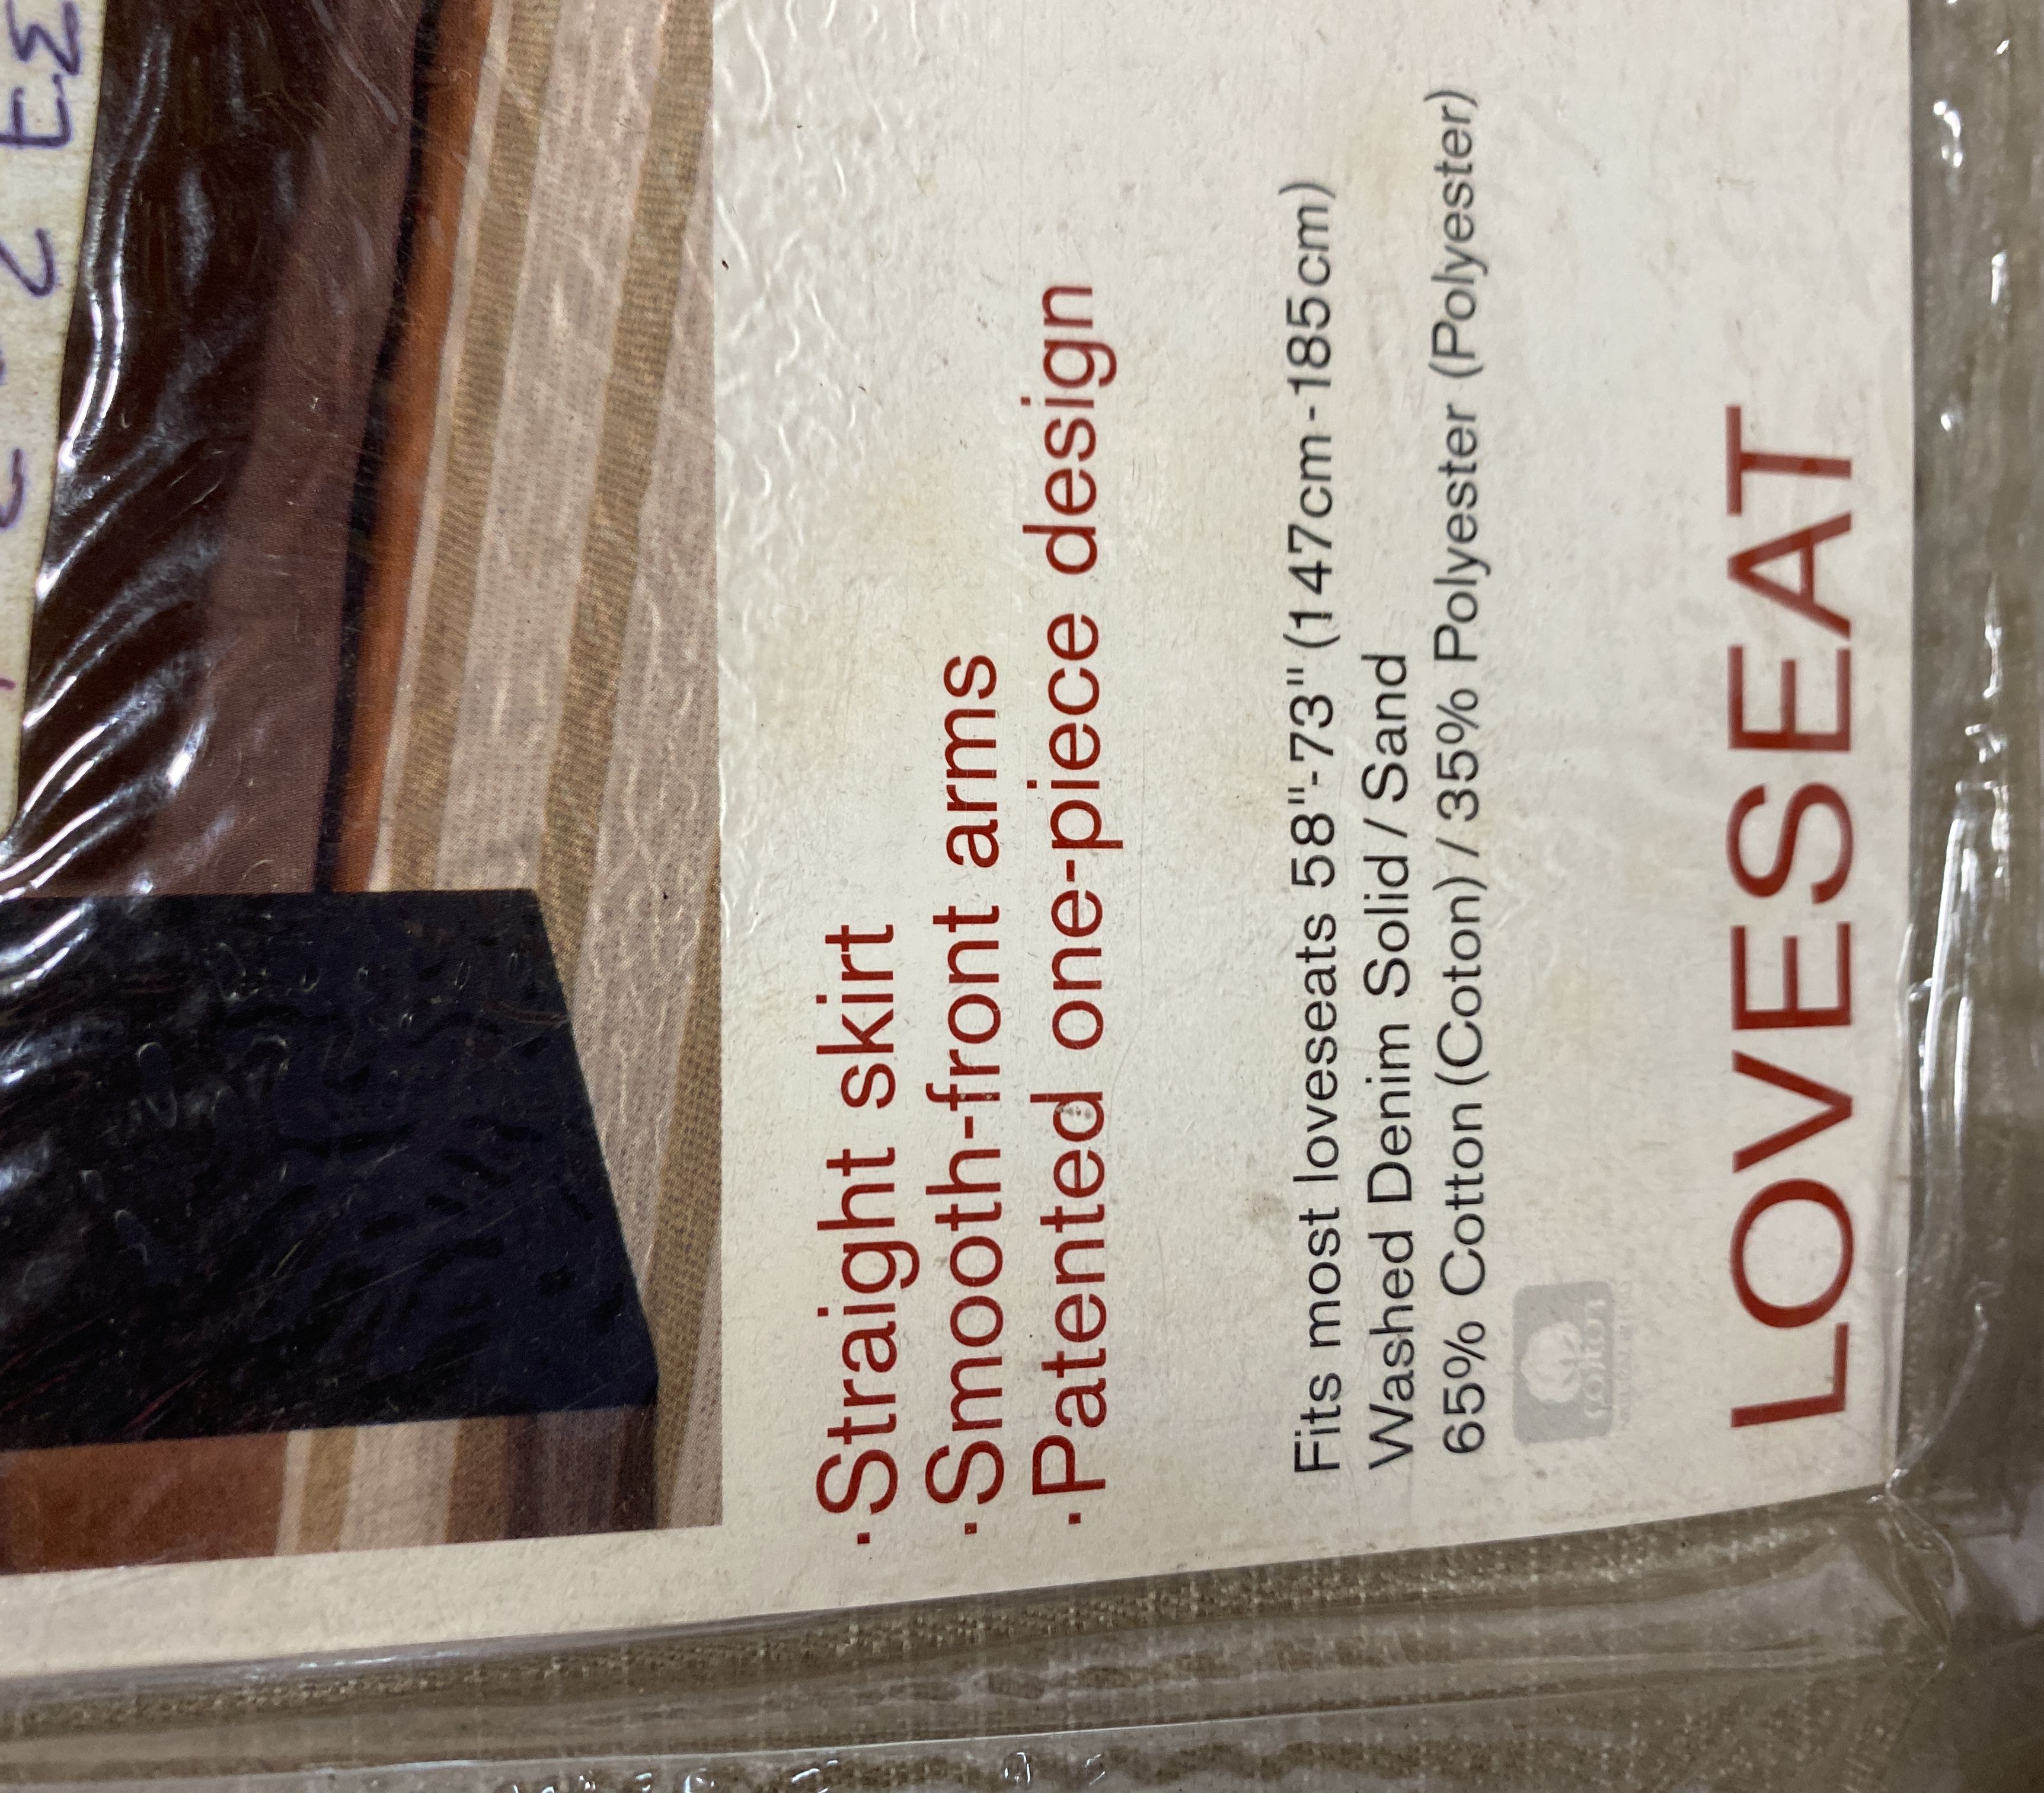 ·Straight skirt
·Smooth-front arms
·Patented one-piece design
Fits most loveseats 58"-73" (147cm-185cm)
Washed Denim Solid / Sand
65% Cotton (Coton) / 35% Polyester (Polyester)
cotton
LOVESEAT